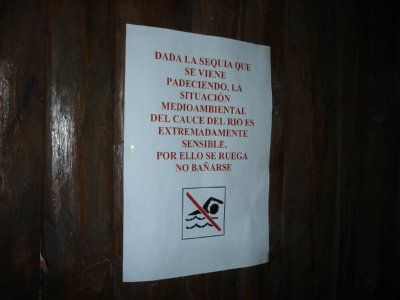 DADA LA SEQUIA QUE
SE VIENE
PADECIENDO, LA
SITUACIÓN
MEDIOAMBIENTAL
DEL CAUCE DEL RIO ES
EXTREMADAMENTE
SENSIBLE,
POR ELLO SE RUEGA
NO BAÑARSE